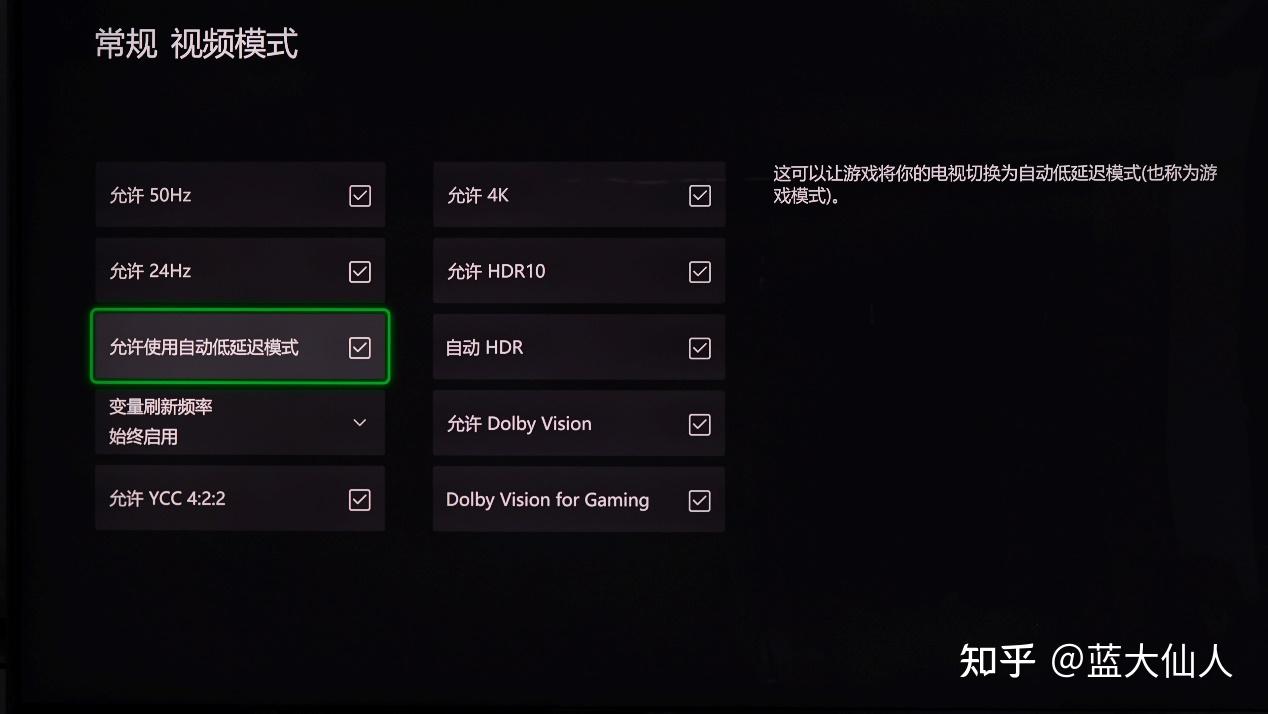 常规 视频模式
允许 50Hz
允许 24Hz
允许使用自动低延迟模式
变量刷新频率
始终启用
允许 YCC 4:2:2
允许 4K
允许 HDR10
自动 HDR
允许 Dolby Vision
Dolby Vision for Gaming
这可以让游戏将你的电视切换为自动低延迟模式(也称为游
戏模式)。
知乎 @蓝大仙人